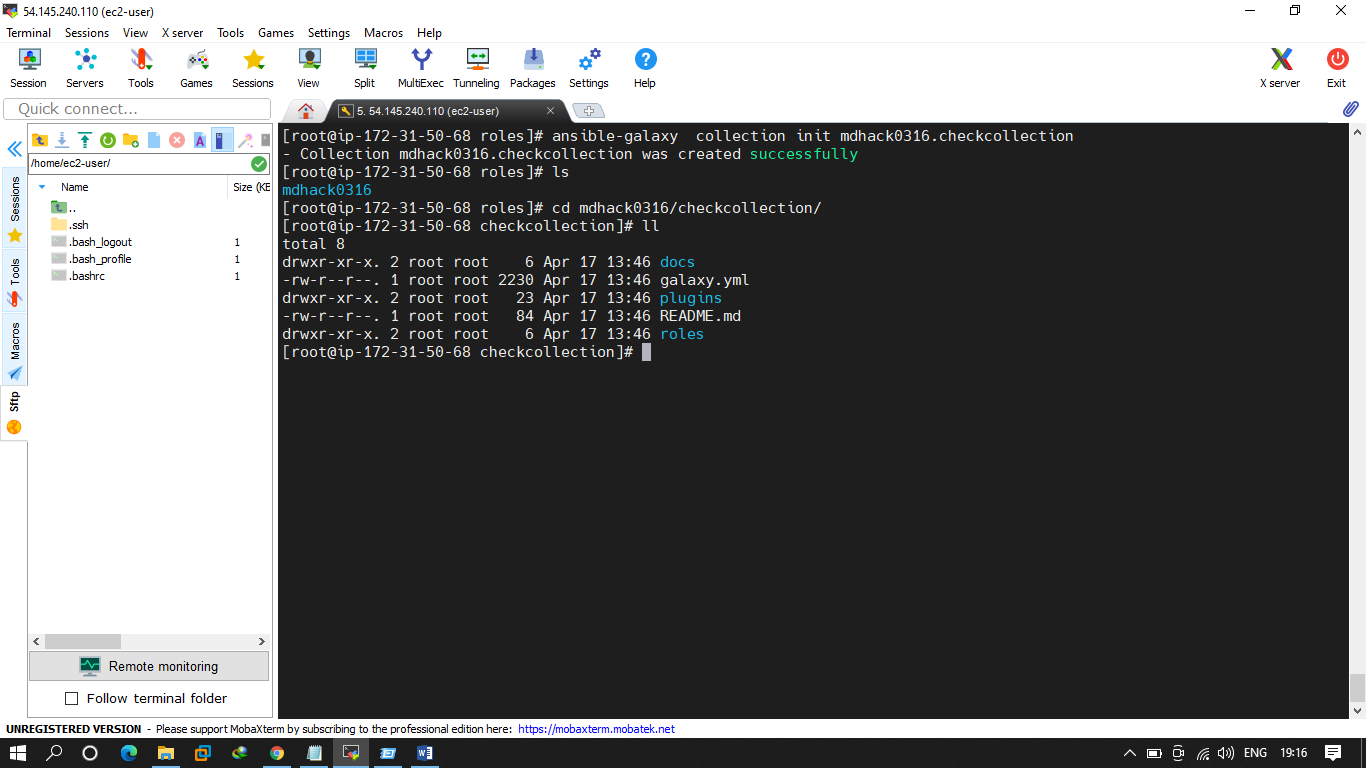 54.145.240.110 (ec2-user)
Terminal Sessions View X server Tools Games Settings Macros Help
Session Servers Tools Games Sessions View Split MultiExec Tunneling Packages Settings Help X server Exit
Quick connect...
5. 54.145.240.110 (ec2-user)
/home/ec2-user/
Name Size (KB
..
.ssh
.bash_logout 1
.bash_profile 1
.bashrc 1
Sessions
Tools
Macros
Sftp
Remote monitoring
Follow terminal folder
[root@ip-172-31-50-68 roles]# ansible-galaxy  collection init mdhack0316.checkcollection
- Collection mdhack0316.checkcollection was created successfully
[root@ip-172-31-50-68 roles]# ls
mdhack0316
[root@ip-172-31-50-68 roles]# cd mdhack0316/checkcollection/
[root@ip-172-31-50-68 checkcollection]# ll
total 8
drwxr-xr-x. 2 root root    6 Apr 17 13:46 docs
-rw-r--r--. 1 root root 2230 Apr 17 13:46 galaxy.yml
drwxr-xr-x. 2 root root   23 Apr 17 13:46 plugins
-rw-r--r--. 1 root root   84 Apr 17 13:46 README.md
drwxr-xr-x. 2 root root    6 Apr 17 13:46 roles
[root@ip-172-31-50-68 checkcollection]#
UNREGISTERED VERSION - Please support MobaXterm by subscribing to the professional edition here: https://mobaxterm.mobatek.net
ENG 19:16